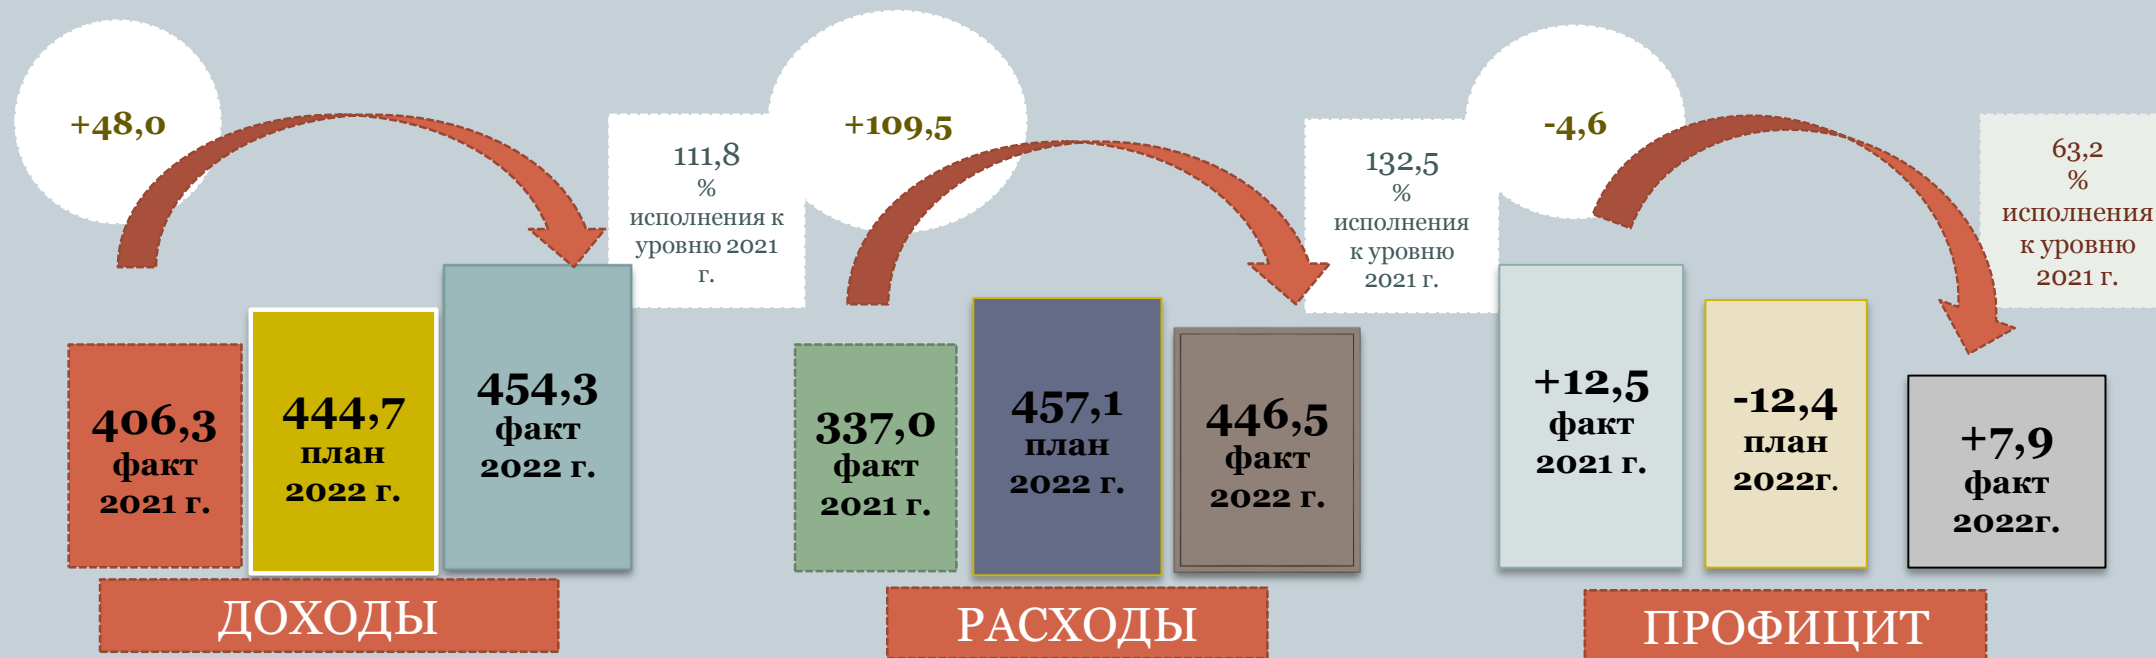 +48,0
111,8
%
исполнения к
уровню 2021
г.
406,3
факт
2021 г.
444,7
план
2022 г.
454,3
факт
2022 г.
ДОХОДЫ
+109,5
132,5
%
исполнения
к уровню
2021 г.
337,0
факт
2021 г.
457,1
план
2022 г.
446,5
факт
2022 г.
РАСХОДЫ
-4,6
63,2
%
исполнения
к уровню
2021 г.
+12,5
факт
2021 г.
-12,4
план
2022г.
+7,9
факт
2022г.
ПРОФИЦИТ